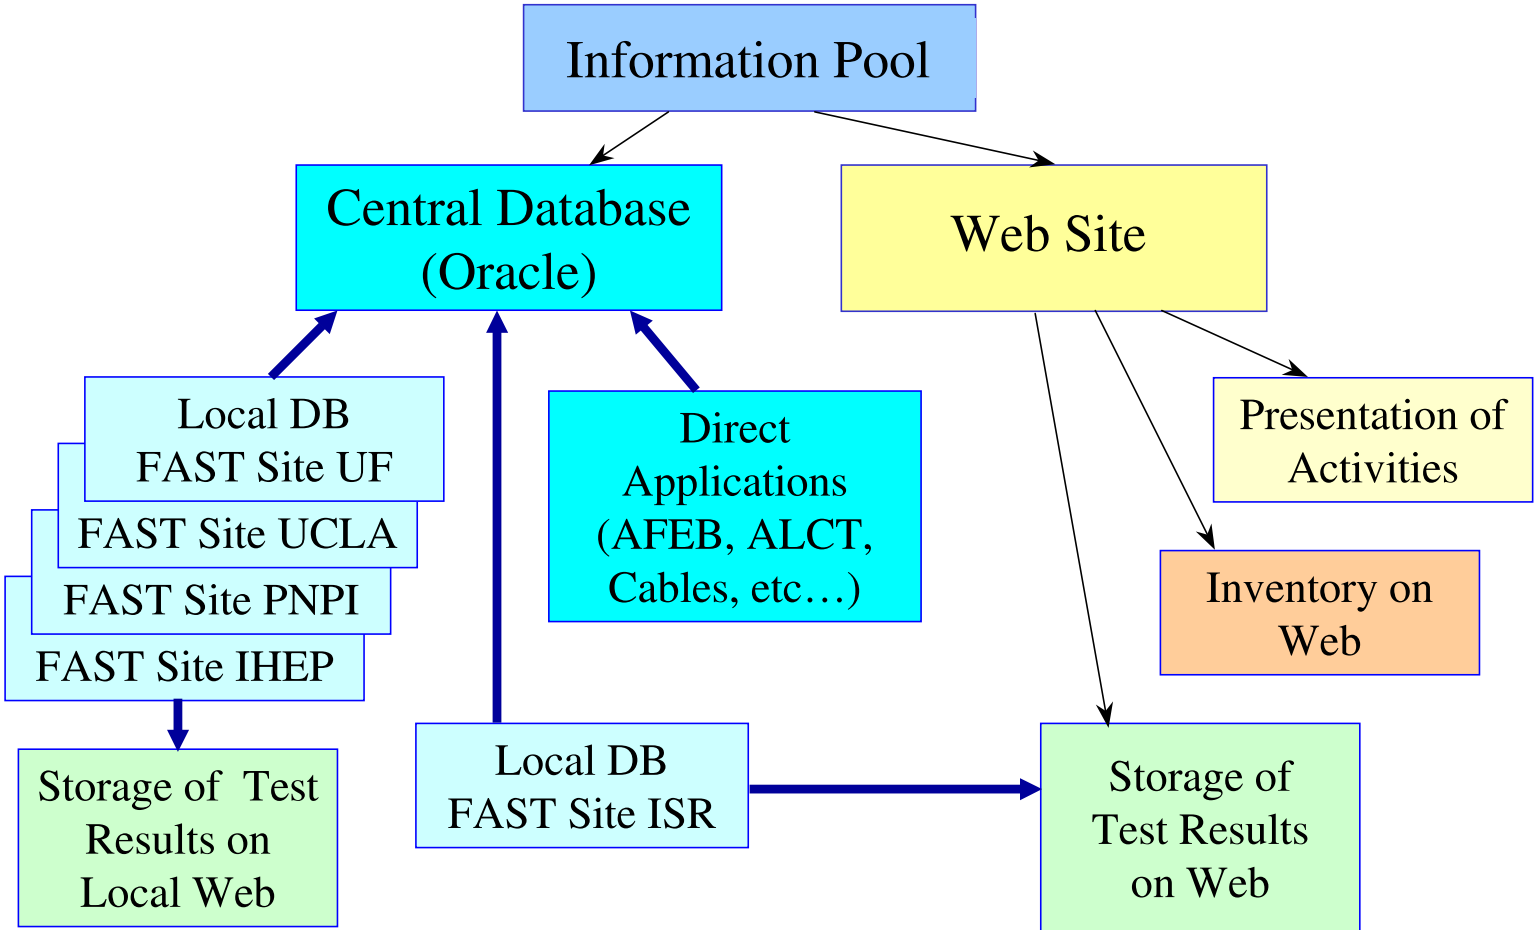 Information Pool
Central Database
(Oracle)
Web Site
Local DB
FAST Site UF
FAST Site UCLA
FAST Site PNPI
FAST Site IHEP
Direct
Applications
(AFEB, ALCT,
Cables, etc…)
Presentation of
Activities
Inventory on
Web
Storage of  Test
Results on
Local Web
Local DB
FAST Site ISR
Storage of
Test Results
on Web